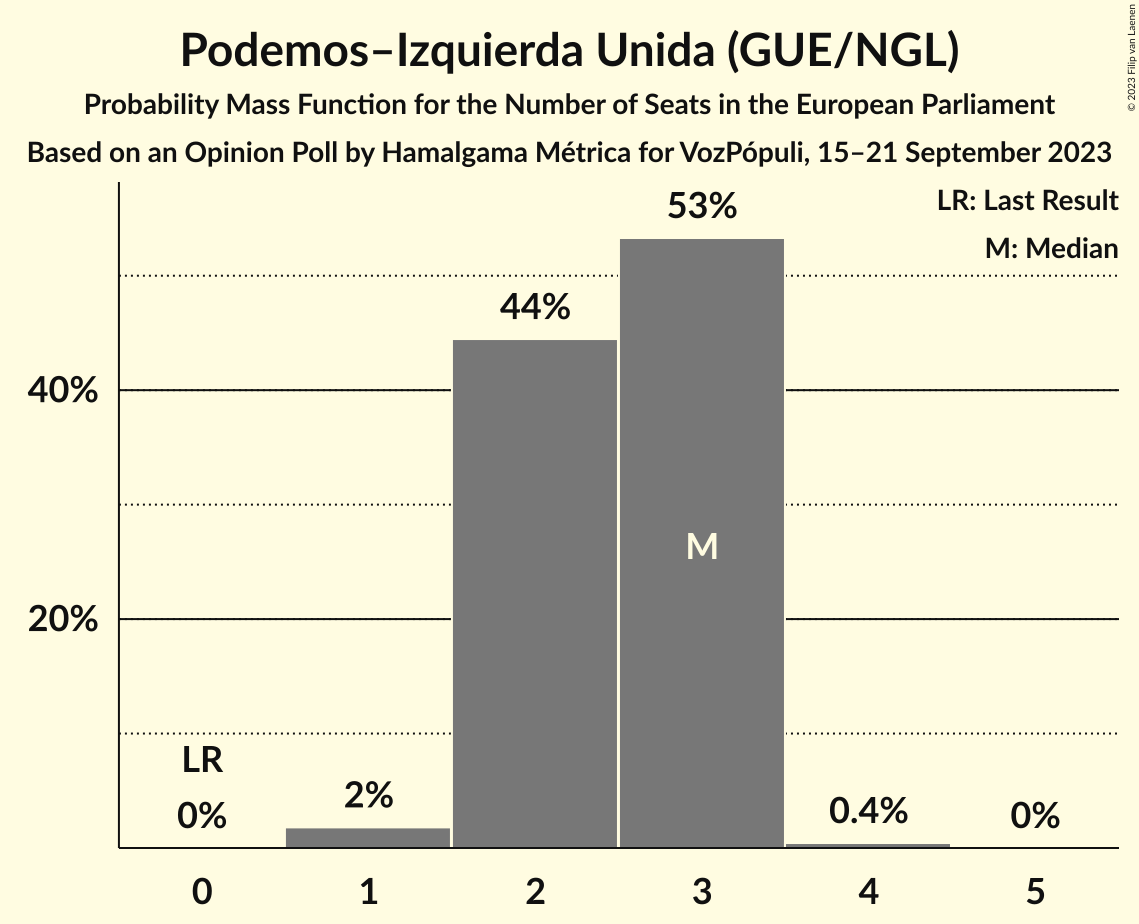 Podemos–Izquierda Unida (GUE/NGL)
Probability Mass Function for the Number of Seats in the European Parliament
Based on an Opinion Poll by Hamalgama Métrica for VozPópuli, 15–21 September 2023
© 2023 Filip van Laenen
LR: Last Result
M: Median
53%
44%
40%
M
20%
LR
0%
2%
0.4%
0%
0 1 2 3 4 5